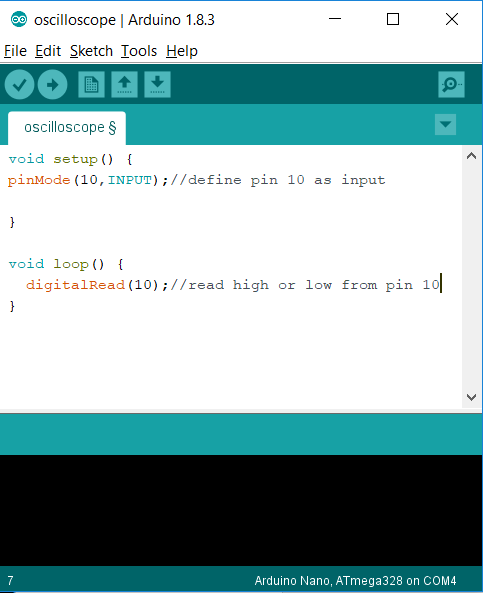 oscilloscope | Arduino 1.8.3
File Edit Sketch Tools Help
oscilloscope §
void setup() {
pinMode(10,INPUT);//define pin 10 as input
}
void loop() {
  digitalRead(10);//read high or low from pin 10
}
7 Arduino Nano, ATmega328 on COM4